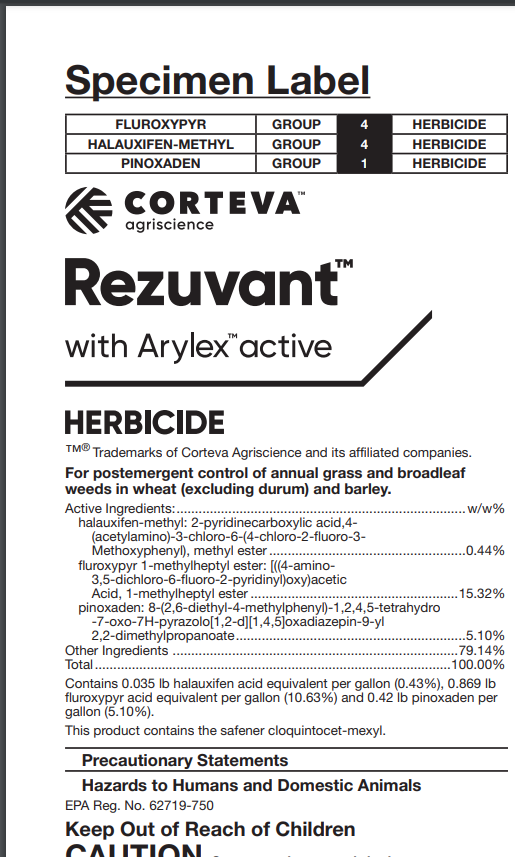 Specimen Label
FLUROXYPYR GROUP 4 HERBICIDE
HALAUXIFEN-METHYL GROUP 4 HERBICIDE
PINOXADEN GROUP 1 HERBICIDE
CORTEVA™
agriscience
Rezuvant™
with Arylex™ active
HERBICIDE
™® Trademarks of Corteva Agriscience and its affiliated companies.
For postemergent control of annual grass and broadleaf
weeds in wheat (excluding durum) and barley.
Active Ingredients:..........w/w%
halauxifen-methyl: 2-pyridinecarboxylic acid,4-
(acetylamino)-3-chloro-6-(4-chloro-2-fluoro-3-
Methoxyphenyl), methyl ester..........0.44%
fluroxypyr 1-methylheptyl ester: [((4-amino-
3,5-dichloro-6-fluoro-2-pyridinyl)oxy)acetic
Acid, 1-methylheptyl ester..........15.32%
pinoxaden: 8-(2,6-diethyl-4-methylphenyl)-1,2,4,5-tetrahydro
-7-oxo-7H-pyrazolo[1,2-d][1,4,5]oxadiazepin-9-yl
2,2-dimethylpropanoate..........5.10%
Other Ingredients..........79.14%
Total..........100.00%
Contains 0.035 lb halauxifen acid equivalent per gallon (0.43%), 0.869 lb
fluroxypyr acid equivalent per gallon (10.63%) and 0.42 lb pinoxaden per
gallon (5.10%).
This product contains the safener cloquintocet-mexyl.
Precautionary Statements
Hazards to Humans and Domestic Animals
EPA Reg. No. 62719-750
Keep Out of Reach of Children
CAUTION